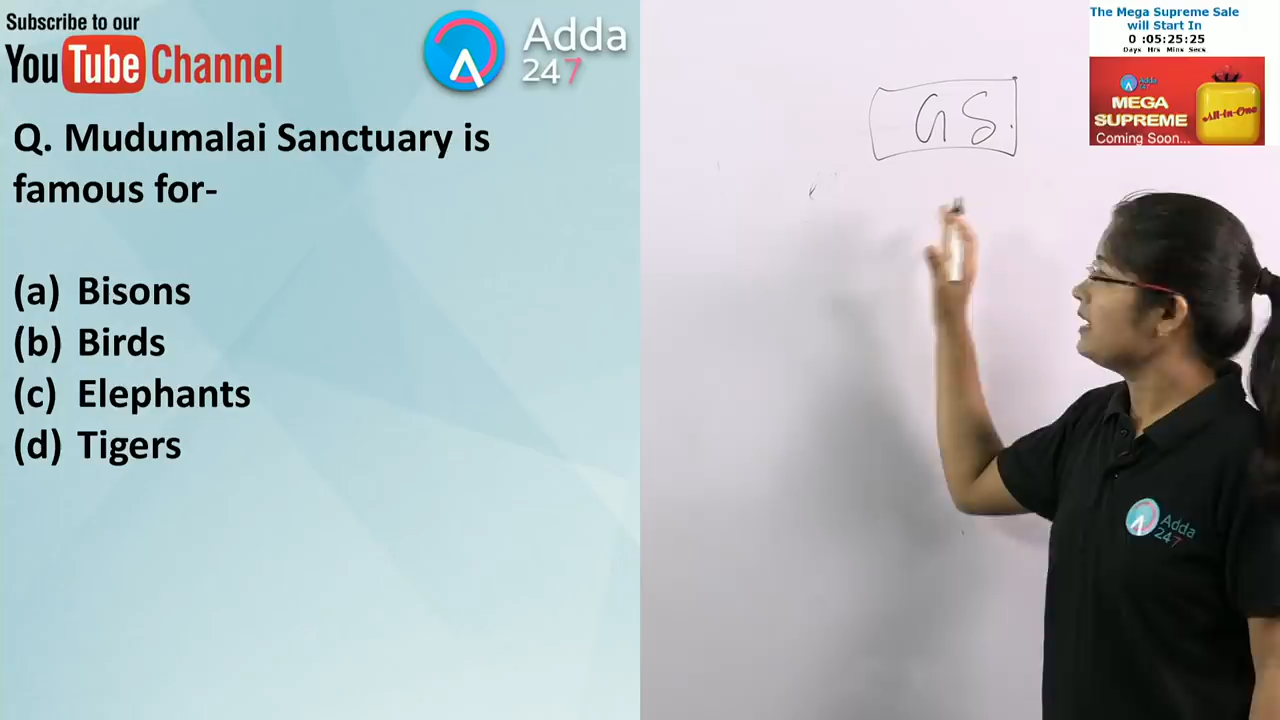 Subscribe to our
YouTube Channel
Adda
247
Q. Mudumalai Sanctuary is
famous for-
(a) Bisons
(b) Birds
(c) Elephants
(d) Tigers
GS.
The Mega Supreme Sale
will Start In
0 :05:25:25
Days Hrs Mins Secs
Adda
247
MEGA
SUPREME
Coming Soon...
All-in-One
Adda
247